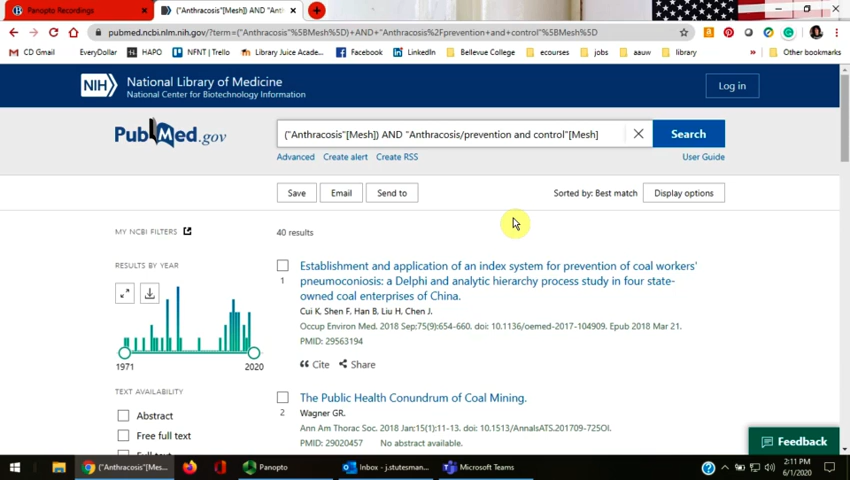 Panopto Recordings
("Anthracosis"[Mesh]) AND "Anth
pubmed.ncbi.nlm.nih.gov/?term=("Anthracosis"%5BMesh%5D)+AND+"Anthracosis%2Fprevention+and+control"%5BMesh%5D
CD Gmail EveryDollar HAPO NFNT | Trello Library Juice Academ... Facebook LinkedIn Bellevue College ecourses jobs aauw library Other bookmarks
NIH National Library of Medicine
National Center for Biotechnology Information
Log in
PubMed.gov
("Anthracosis"[Mesh]) AND "Anthracosis/prevention and control"[Mesh]
Search
Advanced Create alert Create RSS User Guide
Save Email Send to Sorted by: Best match Display options
MY NCBI FILTERS
40 results
RESULTS BY YEAR
1971 2020
TEXT AVAILABILITY
Abstract
Free full text
1
Establishment and application of an index system for prevention of coal workers'
pneumoconiosis: a Delphi and analytic hierarchy process study in four state-
owned coal enterprises of China.
Cui K, Shen F, Han B, Liu H, Chen J.
Occup Environ Med. 2018 Sep;75(9):654-660. doi: 10.1136/oemed-2017-104909. Epub 2018 Mar 21.
PMID: 29563194
Cite Share
2
The Public Health Conundrum of Coal Mining.
Wagner GR.
Ann Am Thorac Soc. 2018 Jan;15(1):11-13. doi: 10.1513/AnnalsATS.201709-725OI.
PMID: 29020457 No abstract available.
Feedback
("Anthracosis"[Mes... Panopto Inbox - j.stutesman... Microsoft Teams
2:11 PM
6/1/2020